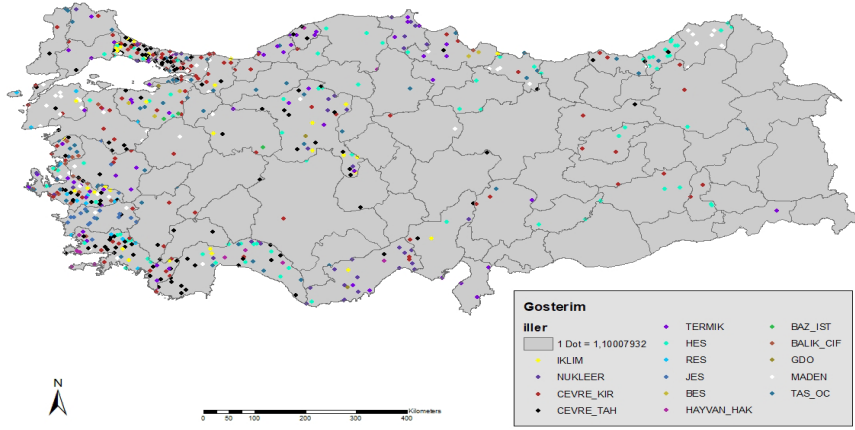 N
0 50 100 200 300 400
Kilometers
Gosterim
iller
1 Dot = 1,10007932
IKLIM
NUKLEER
CEVRE_KIR
CEVRE_TAH
TERMIK
HES
RES
JES
BES
HAYVAN_HAK
BAZ_IST
BALIK_CIF
GDO
MADEN
TAS_OC